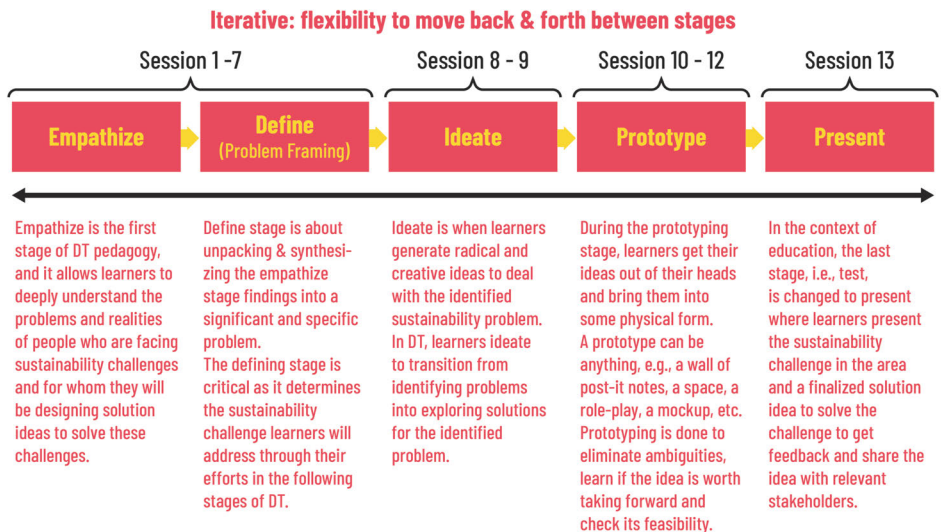 Iterative: flexibility to move back & forth between stages
Session 1 -7
Session 8 - 9
Session 10 - 12
Session 13
Empathize
Define
(Problem Framing)
Ideate
Prototype
Present
Empathize is the first
stage of DT pedagogy,
and it allows learners to
deeply understand the
problems and realities
of people who are facing
sustainability challenges
and for whom they will
be designing solution
ideas to solve these
challenges.
Define stage is about
unpacking & synthesi-
zing the empathize
stage findings into a
significant and specific
problem.
The defining stage is
critical as it determines
the sustainability
challenge learners will
address through their
efforts in the following
stages of DT.
Ideate is when learners
generate radical and
creative ideas to deal
with the identified
sustainability problem.
In DT, learners ideate
to transition from
identifying problems
into exploring solutions
for the identified
problem.
During the prototyping
stage, learners get their
ideas out of their heads
and bring them into
some physical form.
A prototype can be
anything, e.g., a wall of
post-it notes, a space, a
role-play, a mockup, etc.
Prototyping is done to
eliminate ambiguities,
learn if the idea is worth
taking forward and
check its feasibility.
In the context of
education, the last
stage, i.e., test,
is changed to present
where learners present
the sustainability
challenge in the area
and a finalized solution
idea to solve the
challenge to get
feedback and share the
idea with relevant
stakeholders.